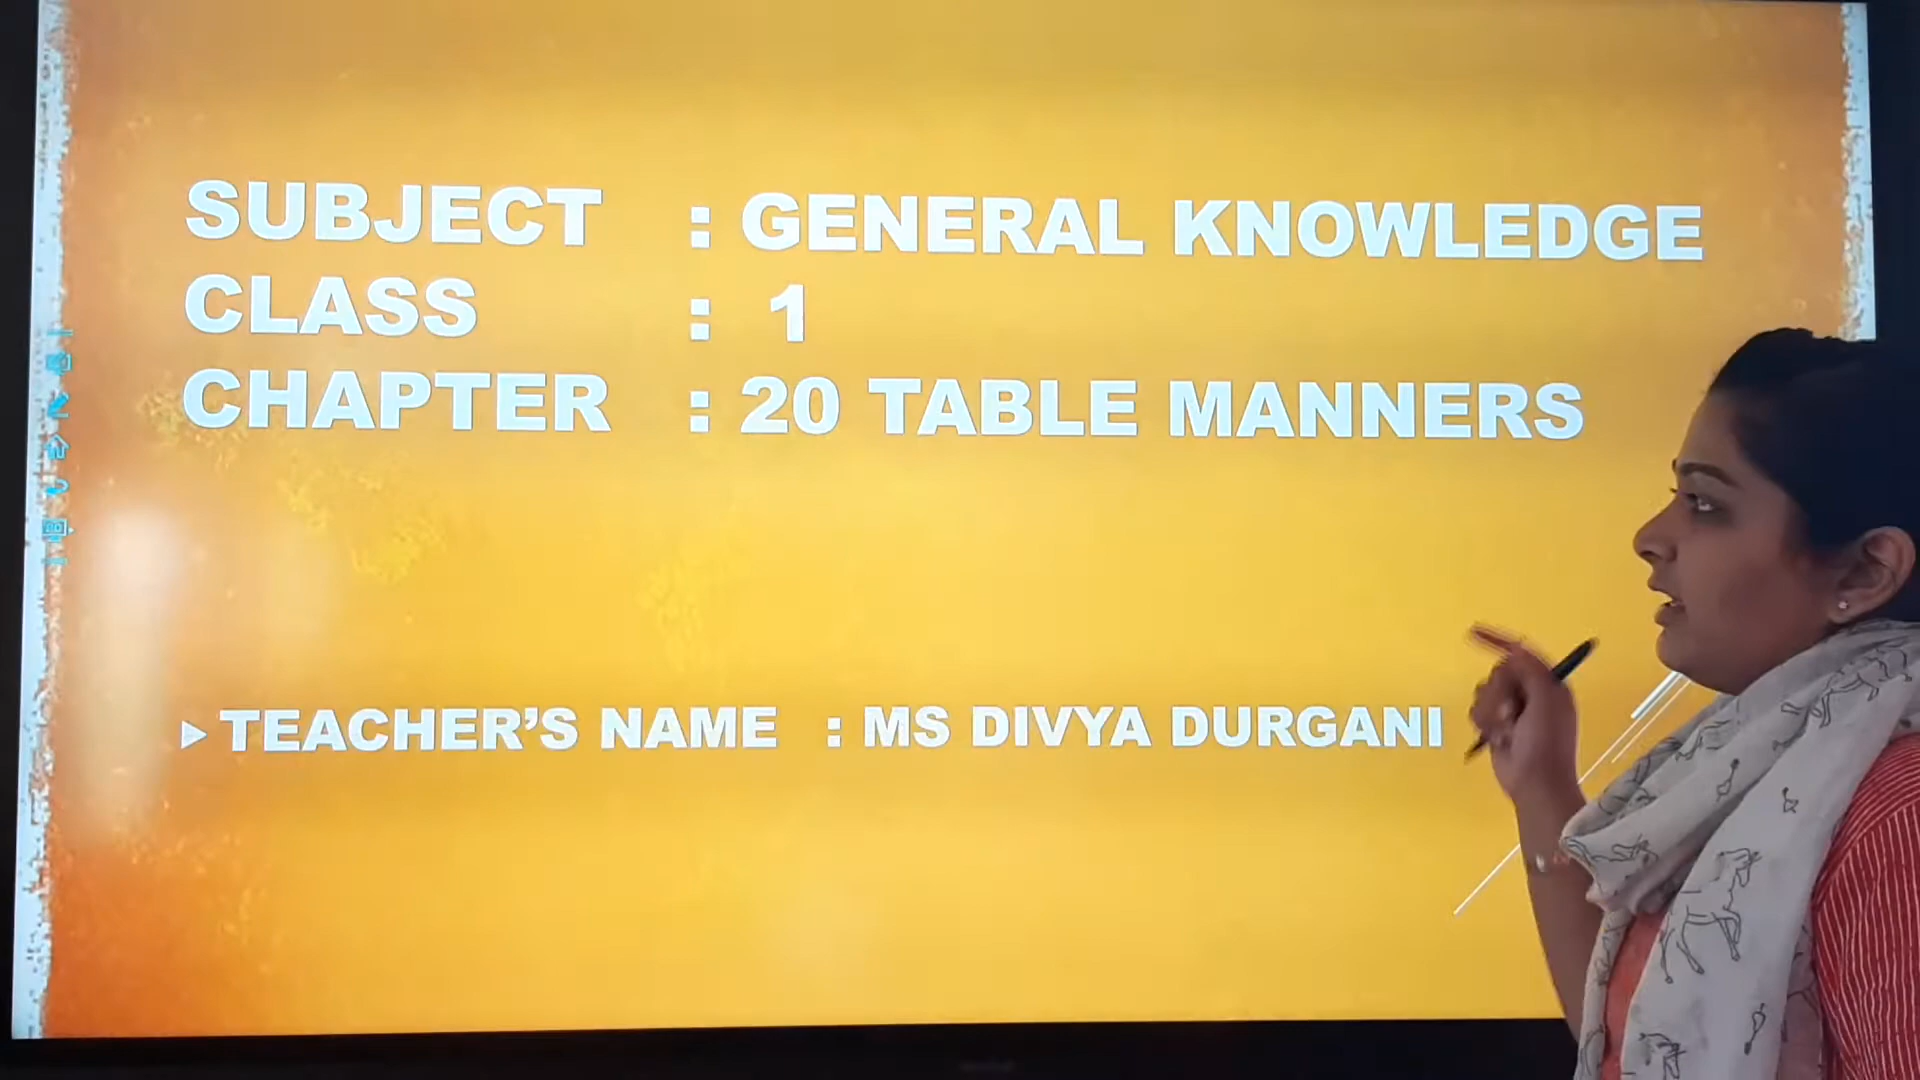 SUBJECT : GENERAL KNOWLEDGE
CLASS : 1
CHAPTER : 20 TABLE MANNERS
TEACHER’S NAME : MS DIVYA DURGANI